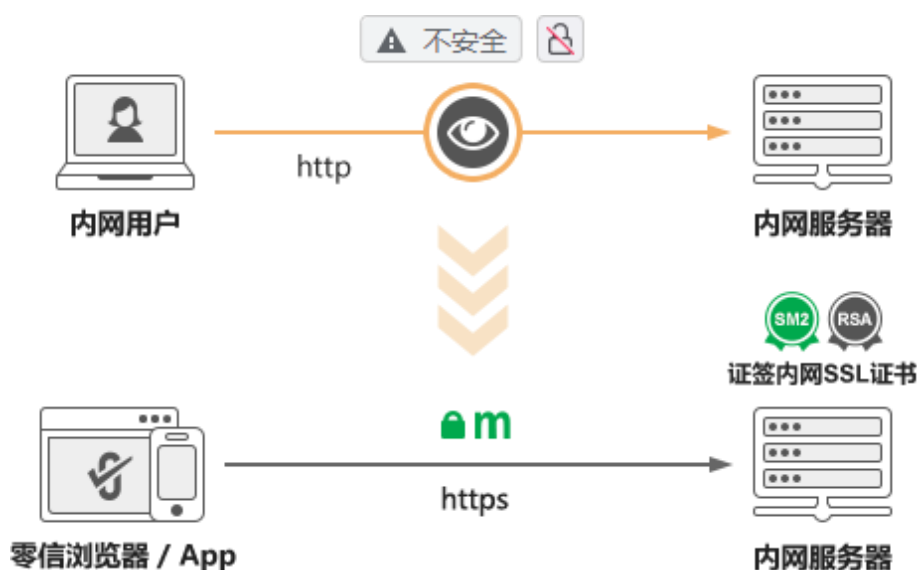 不安全
http
内网用户
内网服务器
SM2 RSA
证签内网SSL证书
m
https
零信浏览器 / App
内网服务器